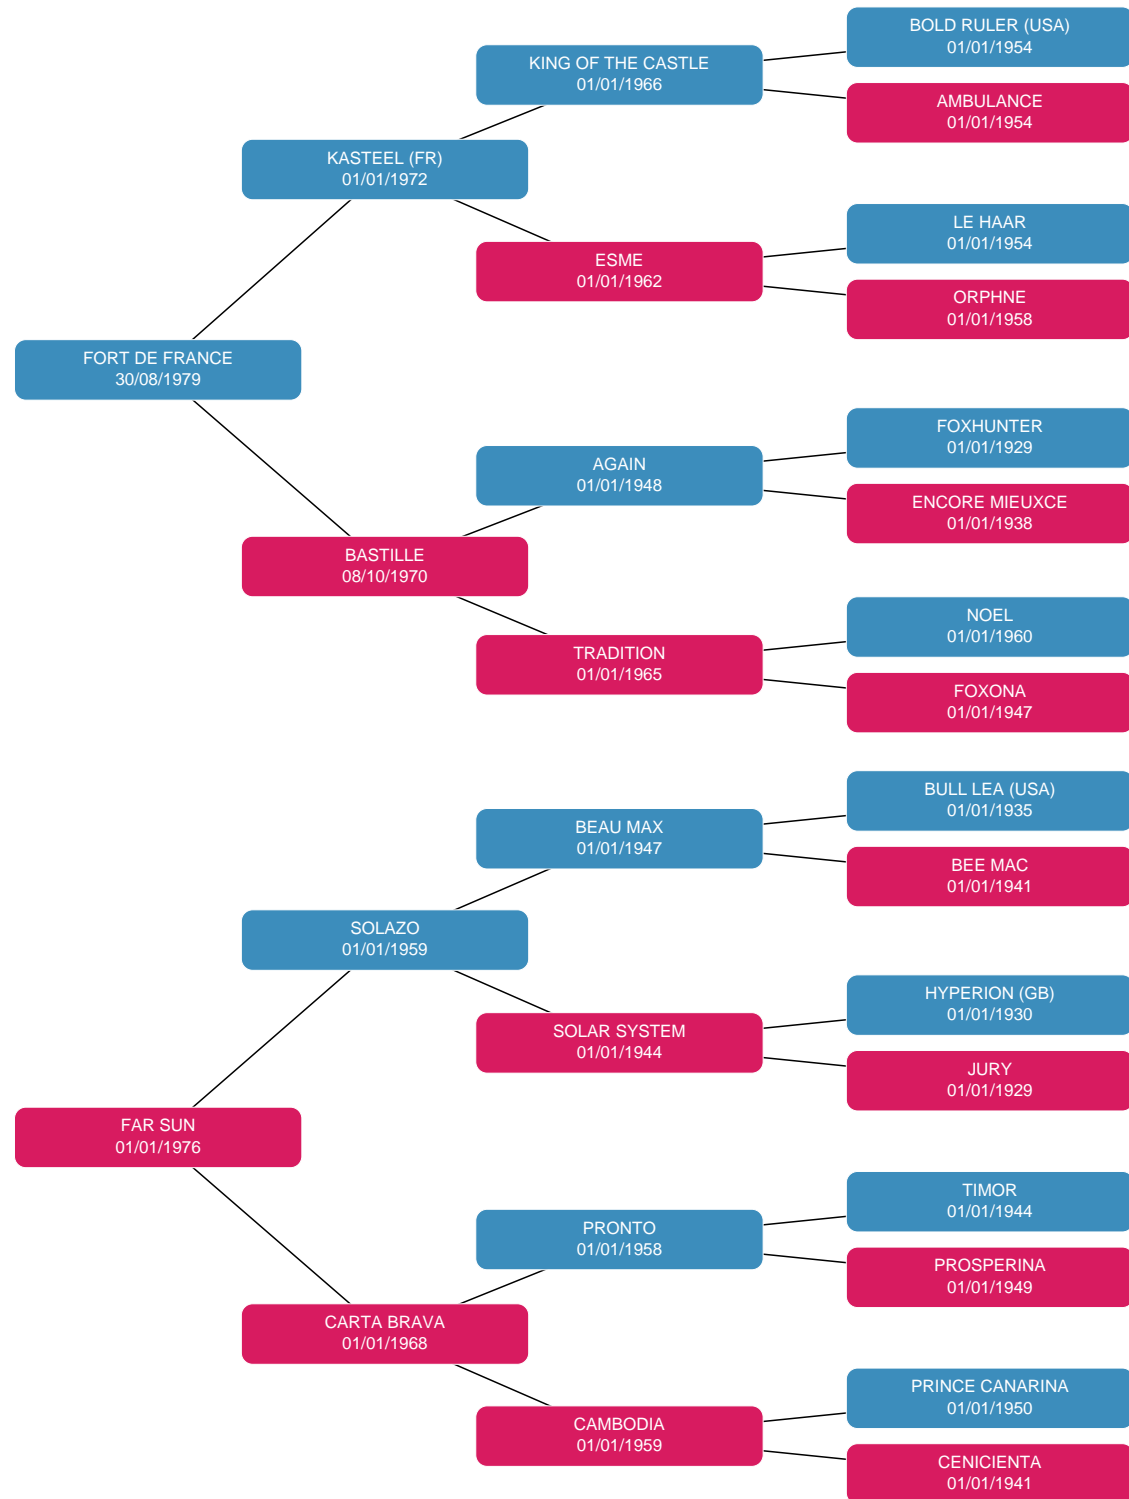 BOLD RULER (USA)
01/01/1954
KING OF THE CASTLE
01/01/1966
AMBULANCE
01/01/1954
KASTEEL (FR)
01/01/1972
LE HAAR
01/01/1954
ESME
01/01/1962
ORPHNE
01/01/1958
FORT DE FRANCE
30/08/1979
FOXHUNTER
01/01/1929
AGAIN
01/01/1948
ENCORE MIEUXCE
01/01/1938
BASTILLE
08/10/1970
NOEL
01/01/1960
TRADITION
01/01/1965
FOXONA
01/01/1947
BULL LEA (USA)
01/01/1935
BEAU MAX
01/01/1947
BEE MAC
01/01/1941
SOLAZO
01/01/1959
HYPERION (GB)
01/01/1930
SOLAR SYSTEM
01/01/1944
JURY
01/01/1929
FAR SUN
01/01/1976
TIMOR
01/01/1944
PRONTO
01/01/1958
PROSPERINA
01/01/1949
CARTA BRAVA
01/01/1968
PRINCE CANARINA
01/01/1950
CAMBODIA
01/01/1959
CENICIENTA
01/01/1941